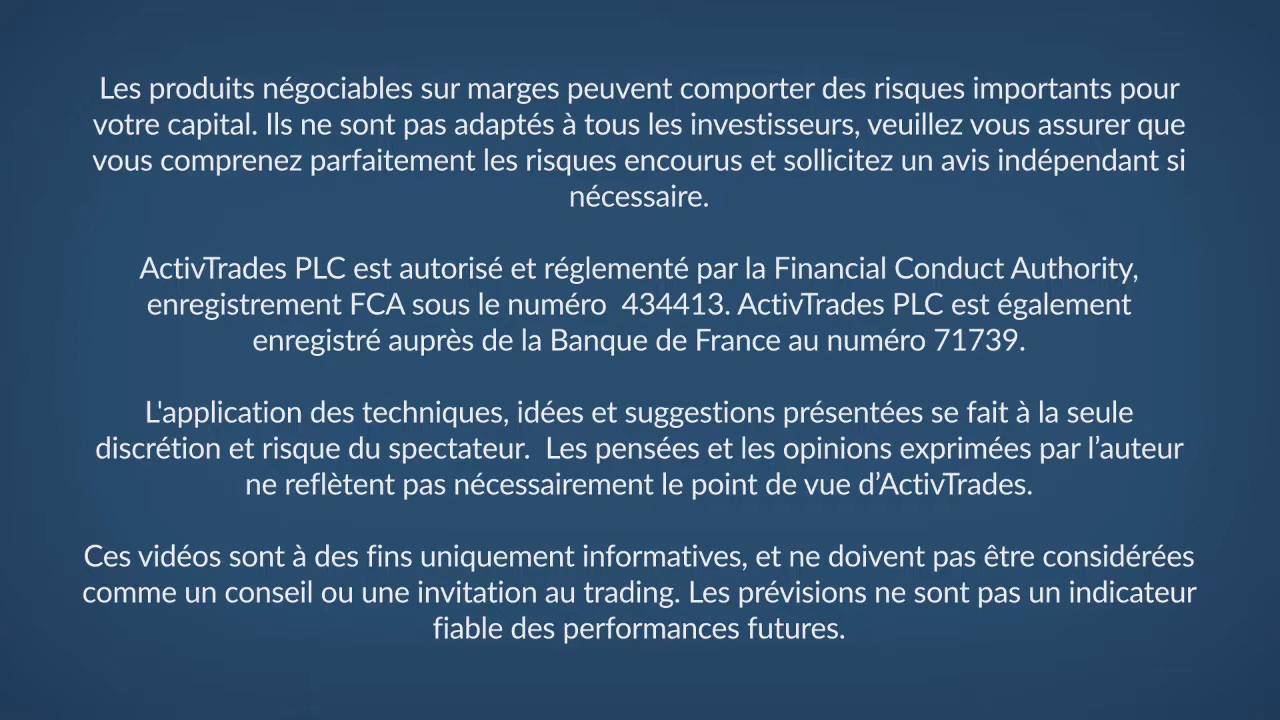 Les produits négociables sur marges peuvent comporter des risques importants pour
votre capital. Ils ne sont pas adaptés à tous les investisseurs, veuillez vous assurer que
vous comprenez parfaitement les risques encourus et sollicitez un avis indépendant si
nécessaire.
ActivTrades PLC est autorisé et réglementé par la Financial Conduct Authority,
enregistrement FCA sous le numéro  434413. ActivTrades PLC est également
enregistré auprès de la Banque de France au numéro 71739.
L'application des techniques, idées et suggestions présentées se fait à la seule
discrétion et risque du spectateur.  Les pensées et les opinions exprimées par l’auteur
ne reflètent pas nécessairement le point de vue d’ActivTrades.
Ces vidéos sont à des fins uniquement informatives, et ne doivent pas être considérées
comme un conseil ou une invitation au trading. Les prévisions ne sont pas un indicateur
fiable des performances futures.